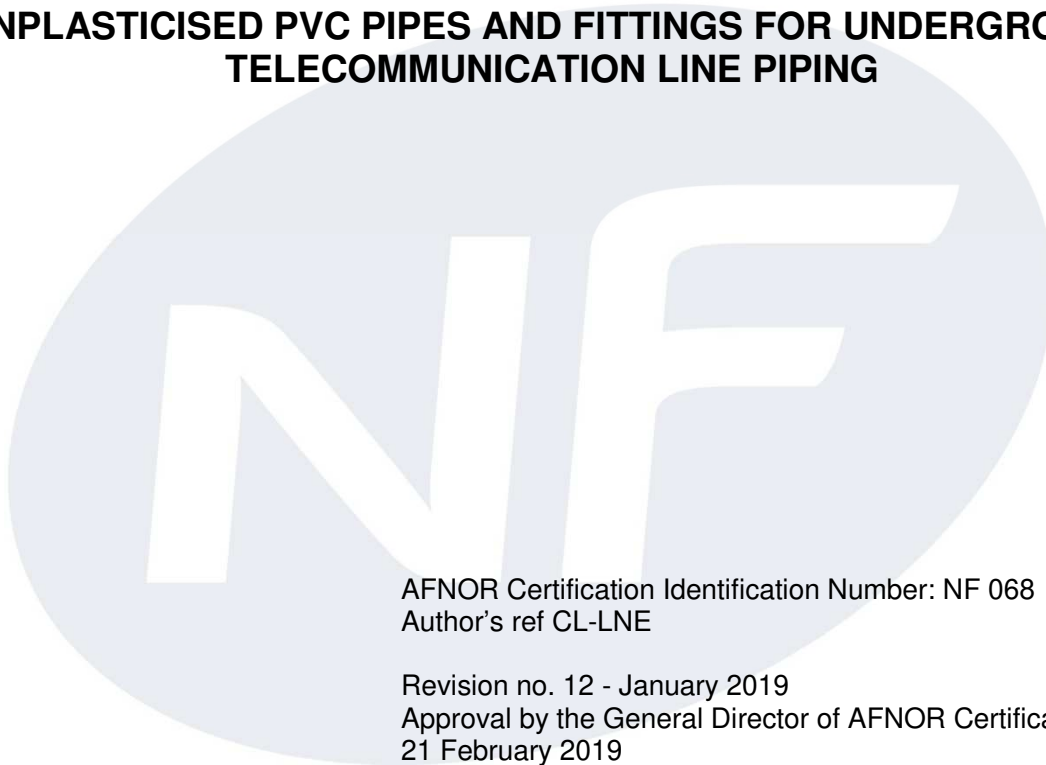 NPLASTICISED PVC PIPES AND FITTINGS FOR UNDERGRO
TELECOMMUNICATION LINE PIPING
NF
AFNOR Certification Identification Number: NF 068
Author's ref CL-LNE
Revision no. 12 - January 2019
Approval by the General Director of AFNOR Certifica
21 February 2019